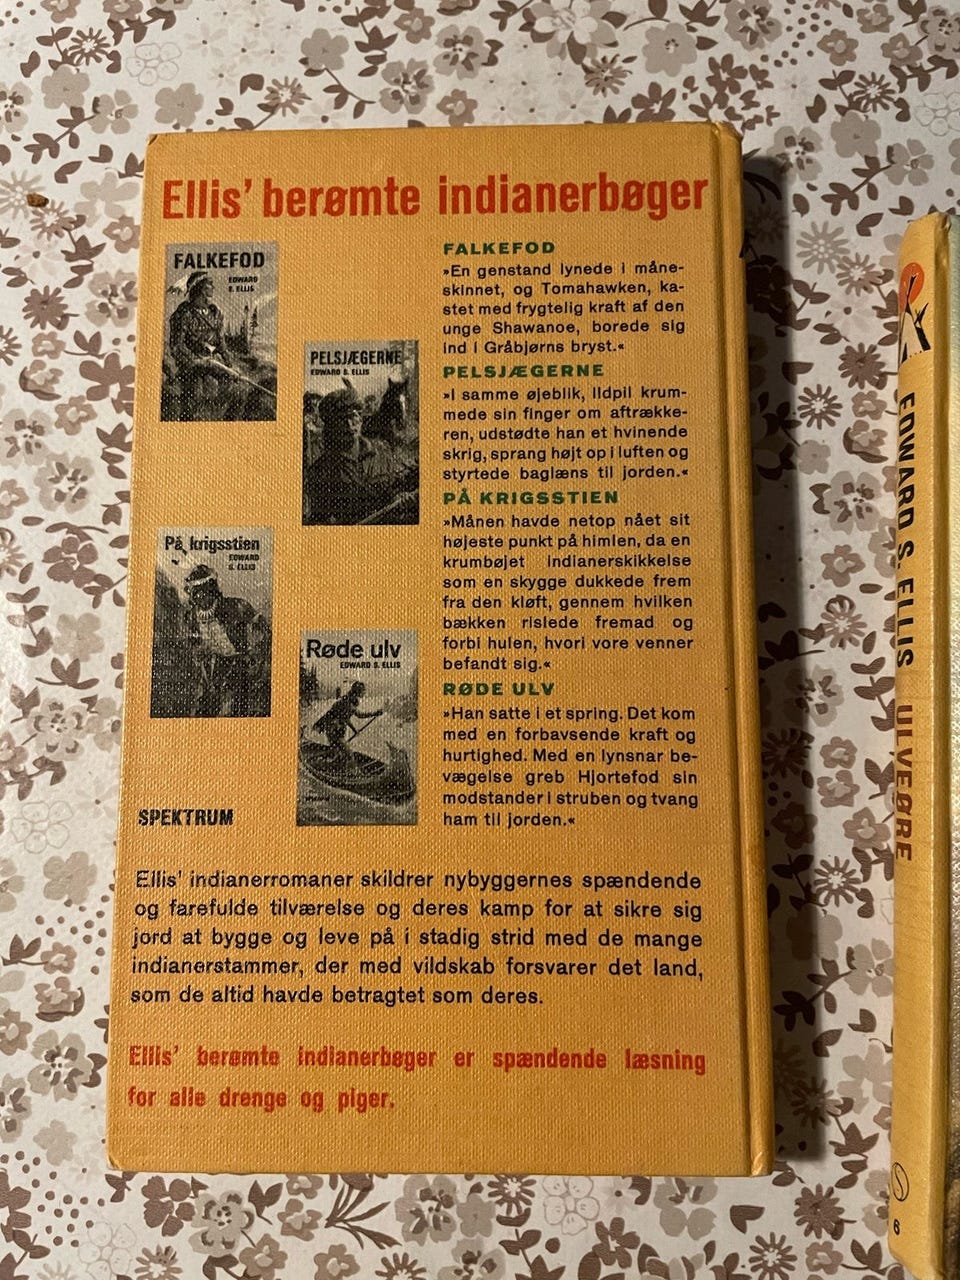 Ellis' berømte indianerbøger
FALKEFOD
EDWARD
S. ELLIS
PELSJÆGERNE
EDWARD S. ELLIS
På krigsstien
EDWARD
S. ELLIS
Røde ulv
EDWARD S. ELLIS
SPEKTRUM
FALKEFOD
»En genstand lynede i måne-
skinnet, og Tomahawken, ka-
stet med frygtelig kraft af den
unge Shawanoe, borede sig
ind i Gråbjørns bryst.«
PELSJÆGERNE
»I samme øjeblik, Ildpil krum-
mede sin finger om aftrække-
ren, udstødte han et hvinende
skrig, sprang højt op i luften og
styrtede baglæns til jorden.«
PÅ KRIGSSTIEN
»Månen havde netop nået sit
højeste punkt på himlen, da en
krumbøjet indianerskikkelse
som en skygge dukkede frem
fra den kløft, gennem hvilken
bækken rislede fremad og
forbi hulen, hvori vore venner
befandt sig.«
RØDE ULV
»Han satte i et spring. Det kom
med en forbavsende kraft og
hurtighed. Med en lynsnar be-
vægelse greb Hjortefod sin
modstander i struben og tvang
ham til jorden.«
Ellis' indianerromaner skildrer nybyggernes spændende
og farefulde tilværelse og deres kamp for at sikre sig
jord at bygge og leve på i stadig strid med de mange
indianerstammer, der med vildskab forsvarer det land,
som de altid havde betragtet som deres.
Ellis' berømte indianerbøger er spændende læsning
for alle drenge og piger.
EDWARD S. ELLIS ULVEØRE
6